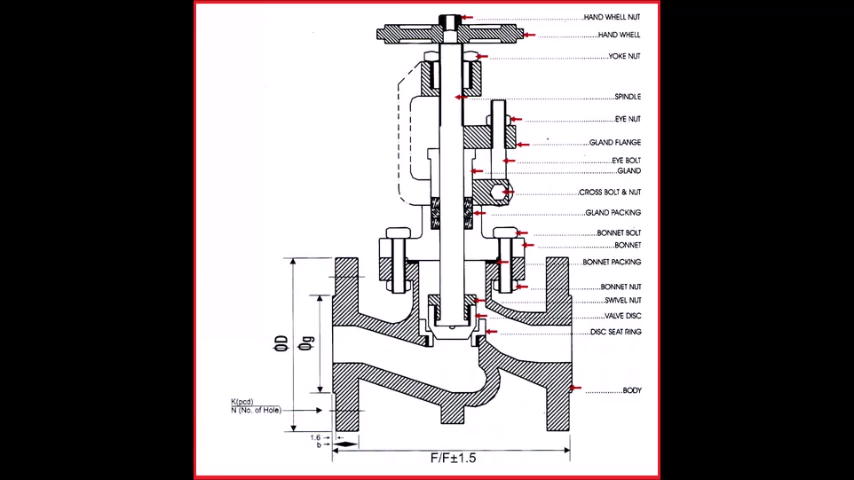 HAND WHELL NUT
HAND WHELL
YOKE NUT
SPINDLE
EYE NUT
GLAND FLANGE
EYE BOLT
GLAND
CROSS BOLT & NUT
GLAND PACKING
BONNET BOLT
BONNET
BONNET PACKING
BONNET NUT
SWIVEL NUT
VALVE DISC
DISC SEAT RING
BODY
ΦD
Φg
K(pcd)
N (No. of Hole)
1.6
b
F/F±1.5